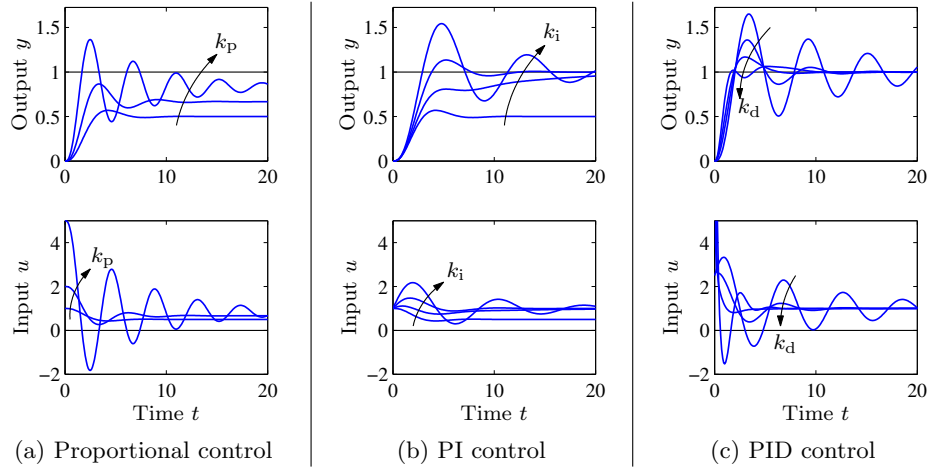 Output y
1.5
1
0.5
0
0
10
20
k_p
Output y
1.5
1
0.5
0
0
10
20
k_i
Output y
1.5
1
0.5
0
0
10
20
k_d
Input u
4
2
0
−2
0
10
20
k_p
Time t
Input u
4
2
0
−2
0
10
20
k_i
Time t
Input u
4
2
0
−2
0
10
20
k_d
Time t
(a) Proportional control
(b) PI control
(c) PID control